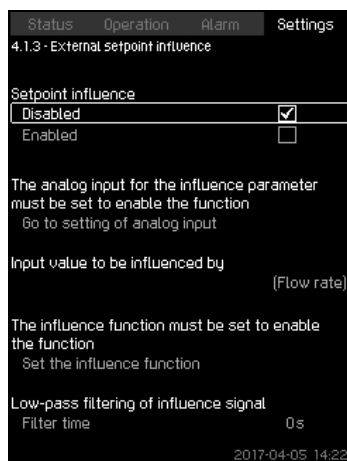 Status Operation Alarm Settings
4.1.3 - External setpoint influence
Setpoint influence
Disabled
Enabled
The analog input for the influence parameter
must be set to enable the function
Go to setting of analog input
Input value to be influenced by
(Flow rate)
The influence function must be set to enable
the function
Set the influence function
Low-pass filtering of influence signal
Filter time 0s
2017-04-05 14:22